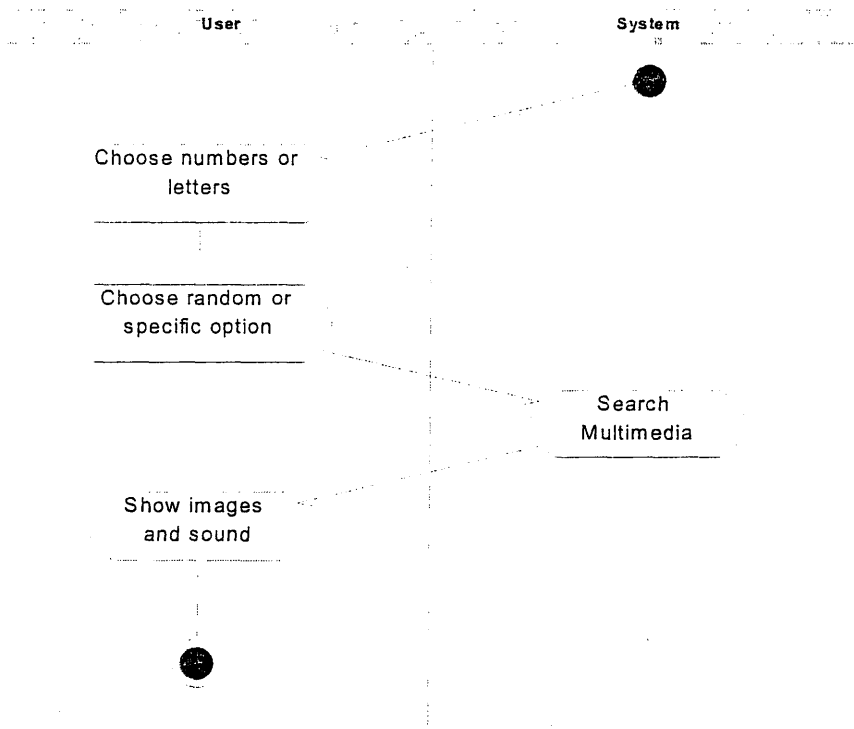 User System
Choose numbers or
letters
Choose random or
specific option
Search
Multimedia
Show images
and sound